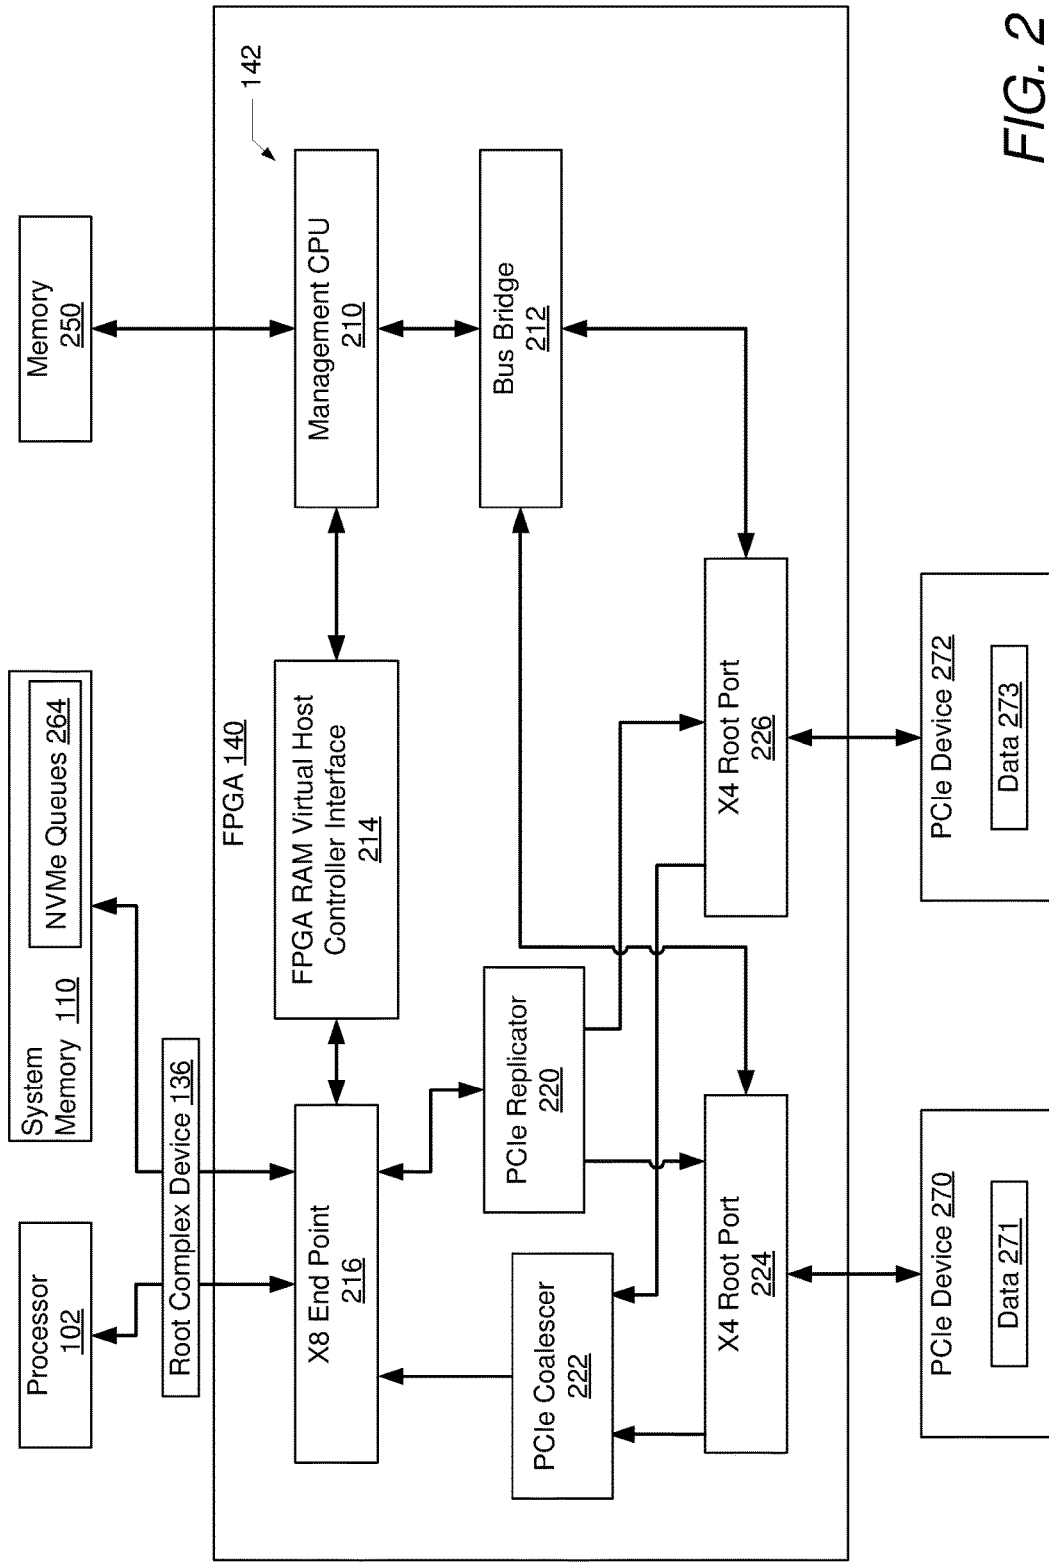 Processor
102
System
Memory 110
NVMe Queues 264
Memory
250
Root Complex Device 136
FPGA 140
142
X8 End Point
216
FPGA RAM Virtual Host
Controller Interface
214
Management CPU
210
PCIe Coalescer
222
PCIe Replicator
220
Bus Bridge
212
X4 Root Port
224
X4 Root Port
226
PCIe Device 270
Data 271
PCIe Device 272
Data 273
FIG. 2